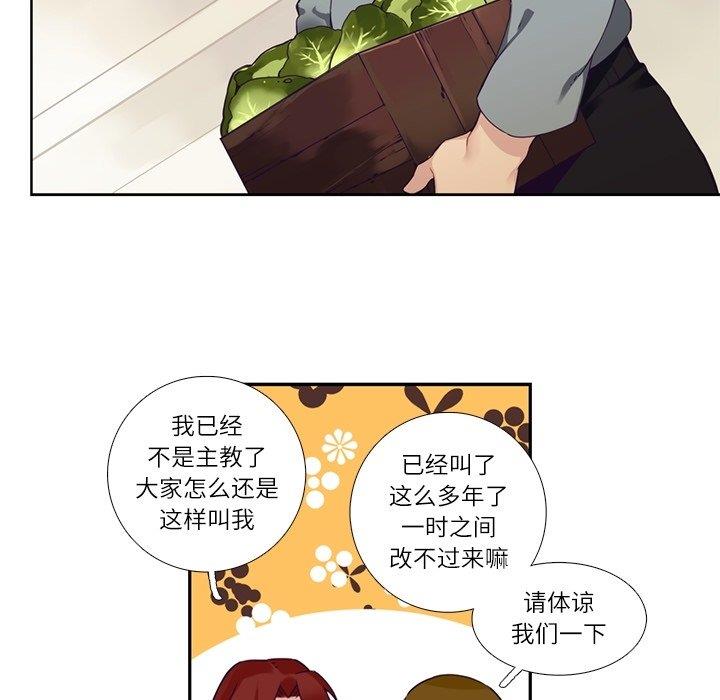 我已经
不是主教了
大家怎么还是
这样叫我
已经叫了
这么多年了
一时之间
改不过来嘛
请体谅
我们一下